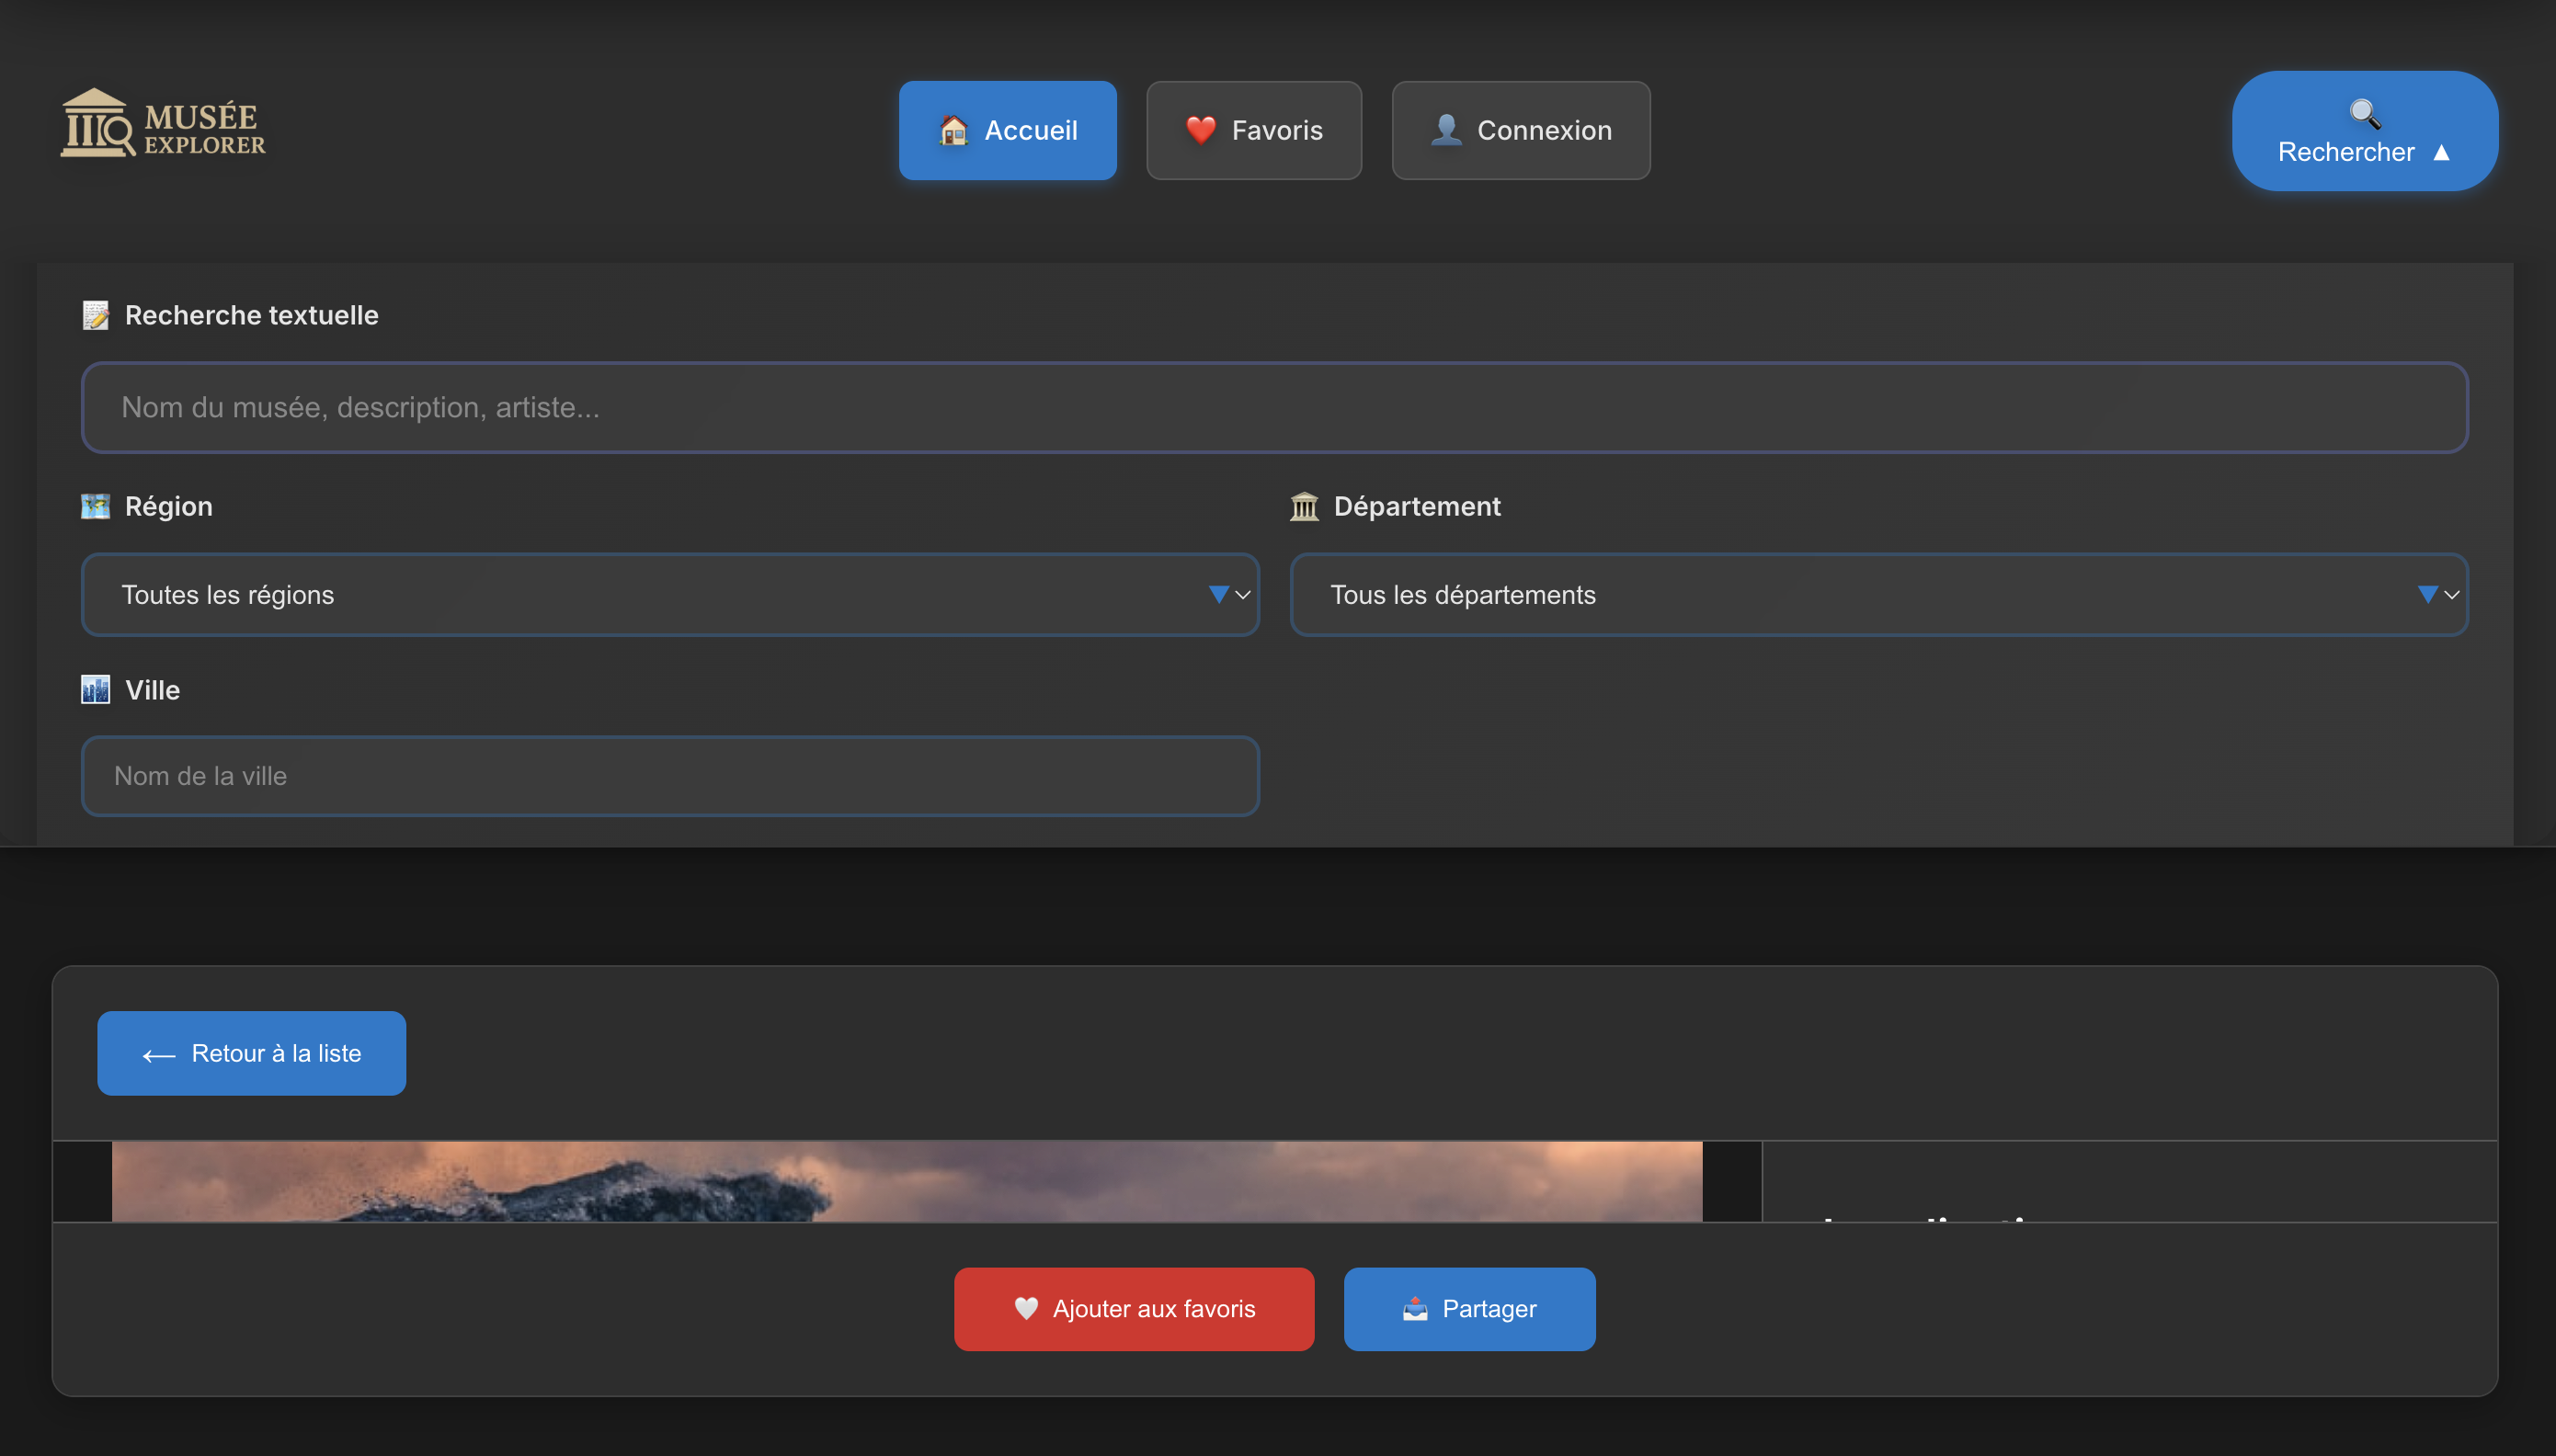 MUSÉE
EXPLORER
Accueil
Favoris
Connexion
Rechercher ▲
Recherche textuelle
Nom du musée, description, artiste...
Région
Département
Toutes les régions
Tous les départements
Ville
Nom de la ville
← Retour à la liste
Ajouter aux favoris
Partager